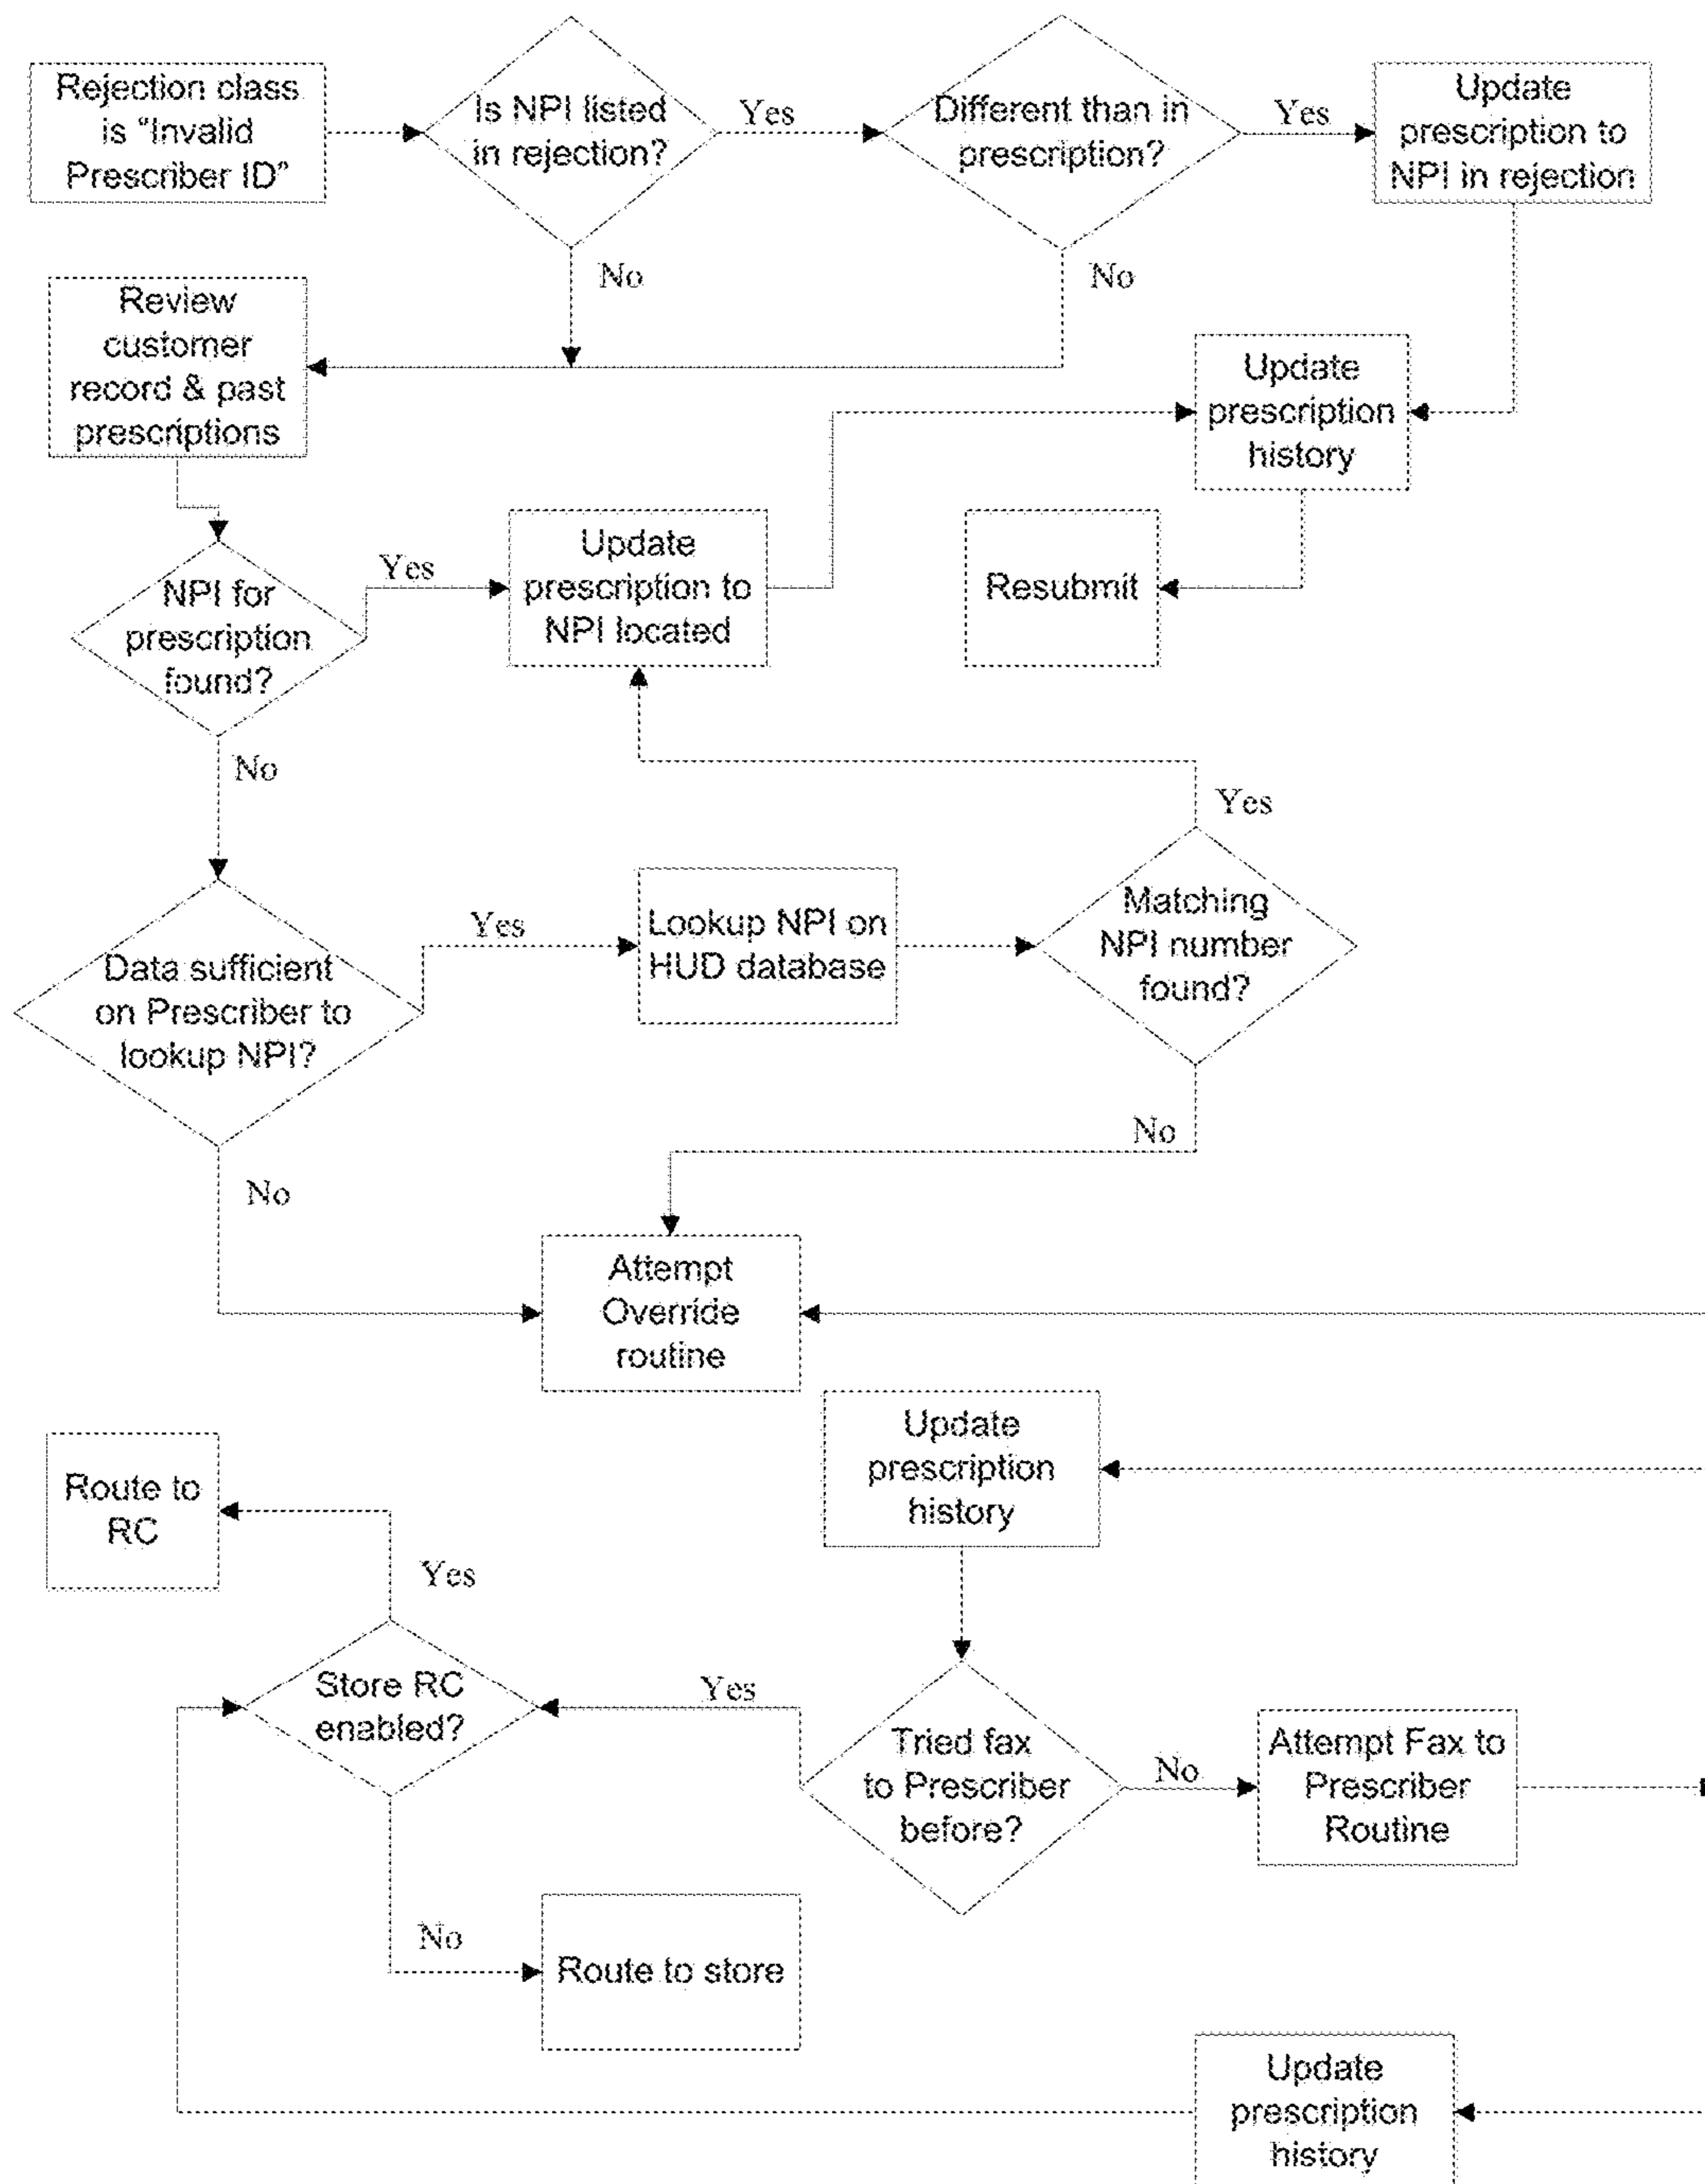 Rejection class
is “Invalid
Prescriber ID”
Is NPI listed
in rejection?
Yes
Different than in
prescription?
Yes
Update
prescription to
NPI in rejection
No
No
Review
customer
record & past
prescriptions
Update
prescription
history
NPI for
prescription
found?
Yes
Update
prescription to
NPI located
Resubmit
No
Yes
Data sufficient
on Prescriber to
lookup NPI?
Yes
Lookup NPI on
HUD database
Matching
NPI number
found?
No
No
Attempt
Override
routine
Update
prescription
history
Route to
RC
Yes
Store RC
enabled?
Yes
Tried fax
to Prescriber
before?
No
Attempt Fax to
Prescriber
Routine
No
Route to store
Update
prescription
history